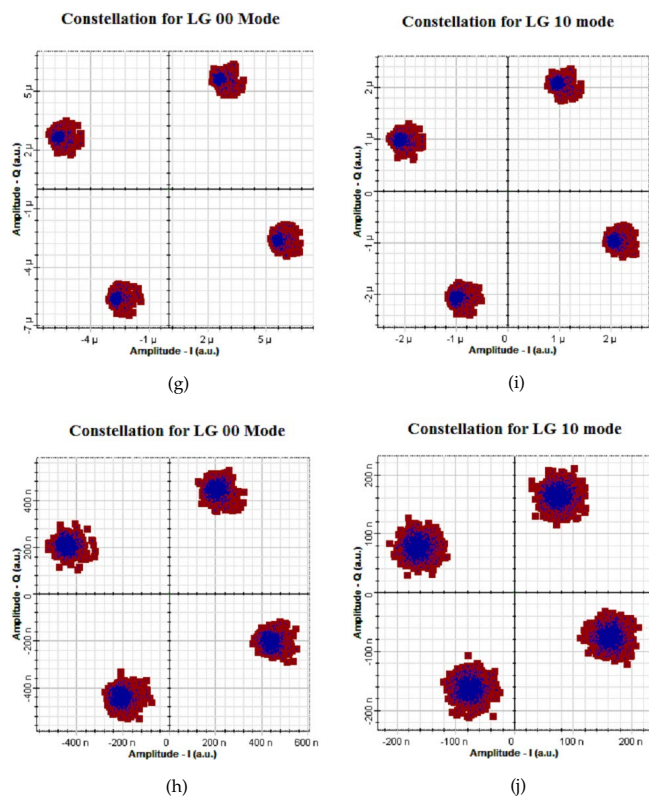 Constellation for LG 00 Mode
Amplitude - Q (a.u.)
5 µ
2 µ
-1 µ
-4 µ
-7 µ
-4 µ -1 µ 2 µ 5 µ
Amplitude - I (a.u.)
(g)
Constellation for LG 10 mode
Amplitude - Q (a.u.)
2 µ
1 µ
0
-1 µ
-2 µ
-2 µ -1 µ 0 1 µ 2 µ
Amplitude - I (a.u.)
(i)
Constellation for LG 00 Mode
Amplitude - Q (a.u.)
400 n
200 n
0
-200 n
-400 n
-400 n -200 n 0 200 n 400 n 600 n
Amplitude - I (a.u.)
(h)
Constellation for LG 10 mode
Amplitude - Q (a.u.)
200 n
100 n
0
-100 n
-200 n
-200 n -100 n 0 100 n 200 n
Amplitude - I (a.u.)
(j)